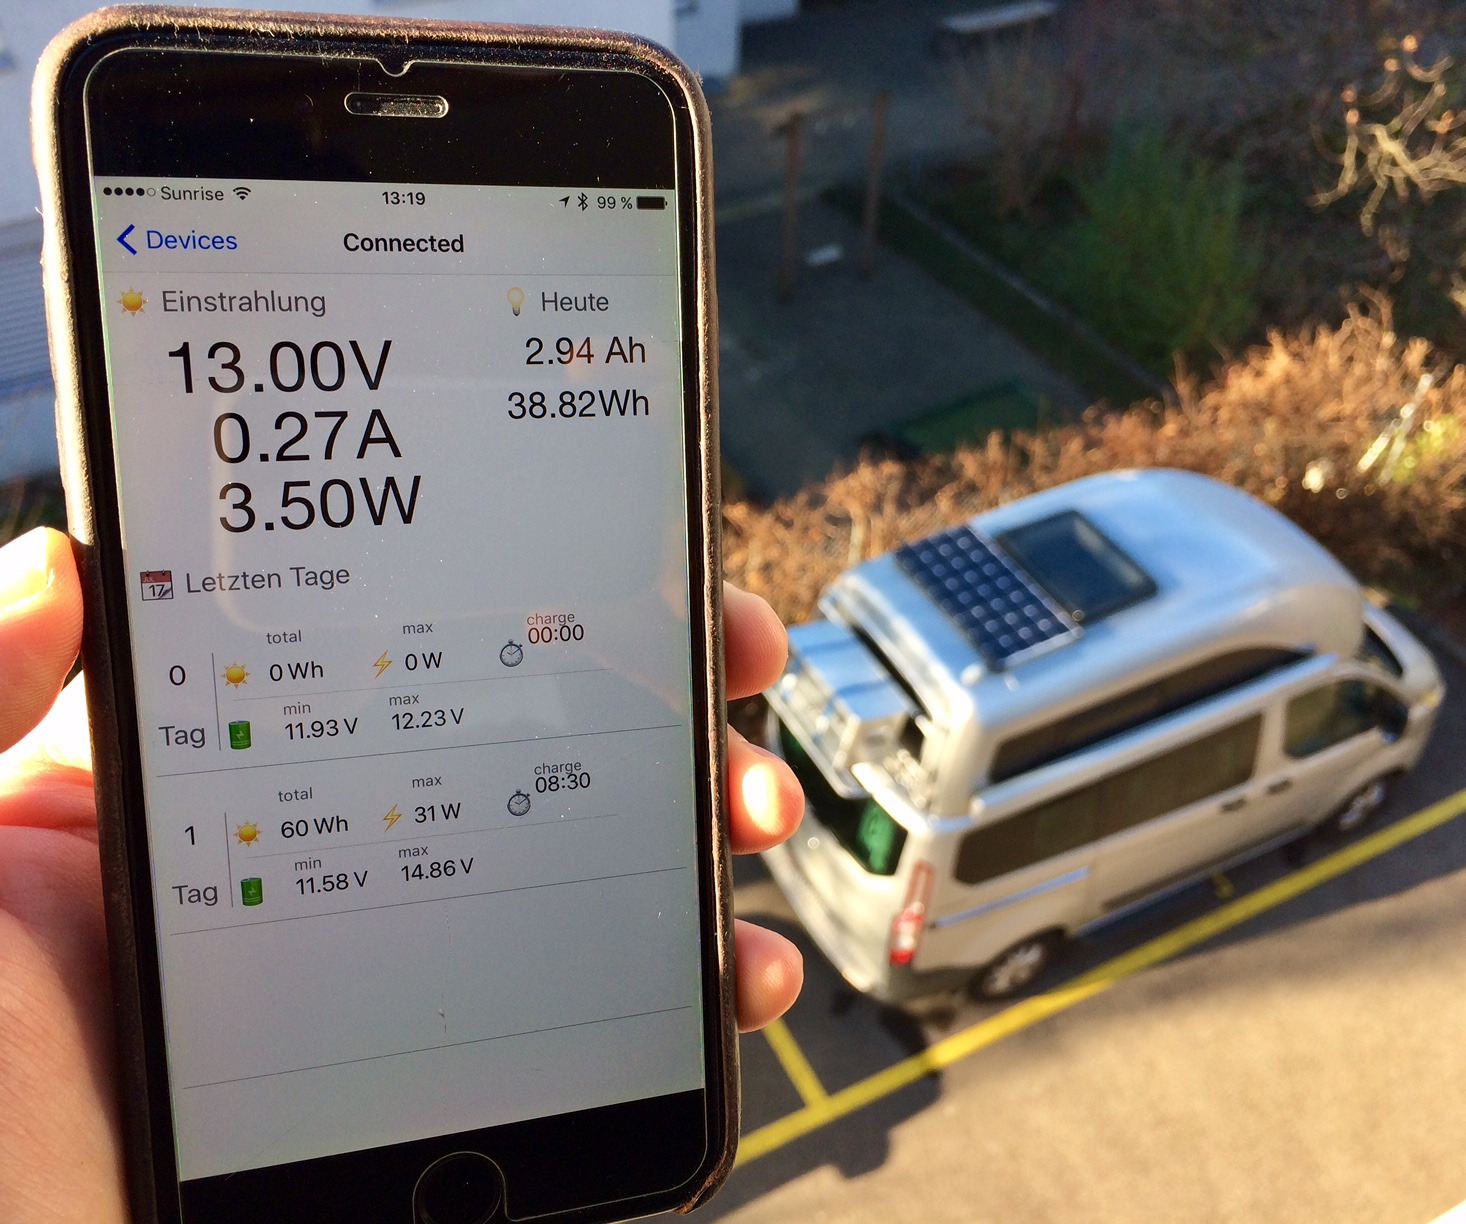 Sunrise 13:19 99 %
Devices Connected
Einstrahlung Heute
13.00V 2.94 Ah
0.27A 38.82Wh
3.50W
17 Letzten Tage
total max charge
0 0 Wh 0 W 00:00
min max
Tag 11.93 V 12.23 V
total max charge
1 60 Wh 31 W 08:30
min max
Tag 11.58 V 14.86 V